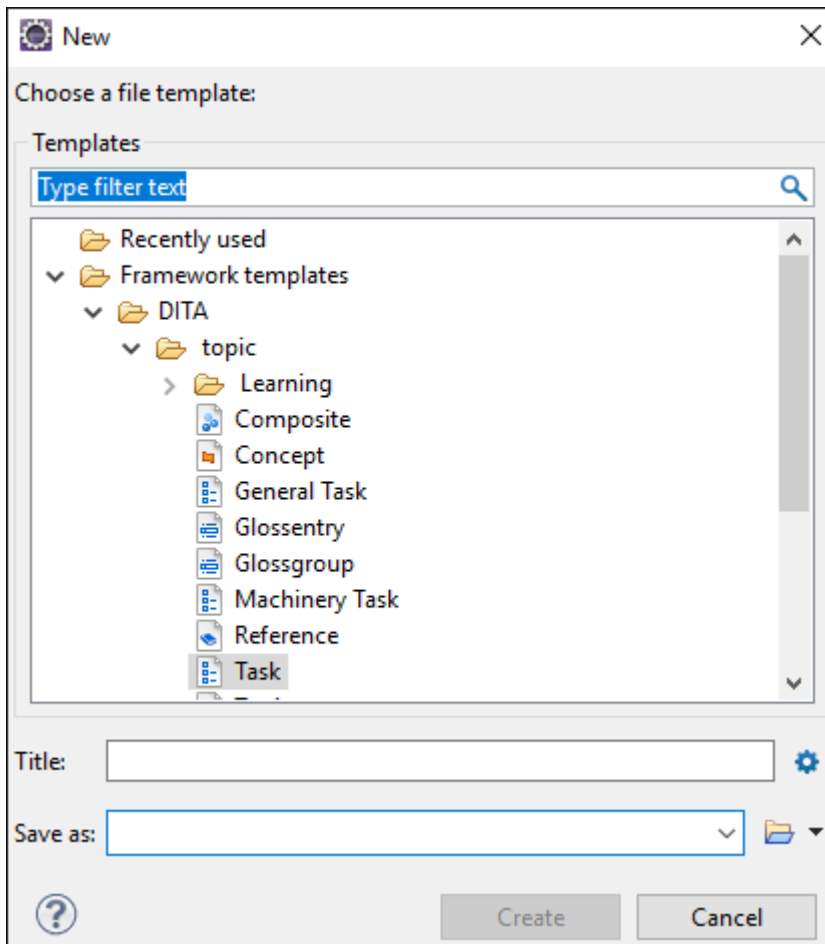 New
Choose a file template:
Templates
Type filter text
Recently used
Framework templates
DITA
topic
Learning
Composite
Concept
General Task
Glossentry
Glossgroup
Machinery Task
Reference
Task
Title:
Save as:
Create
Cancel